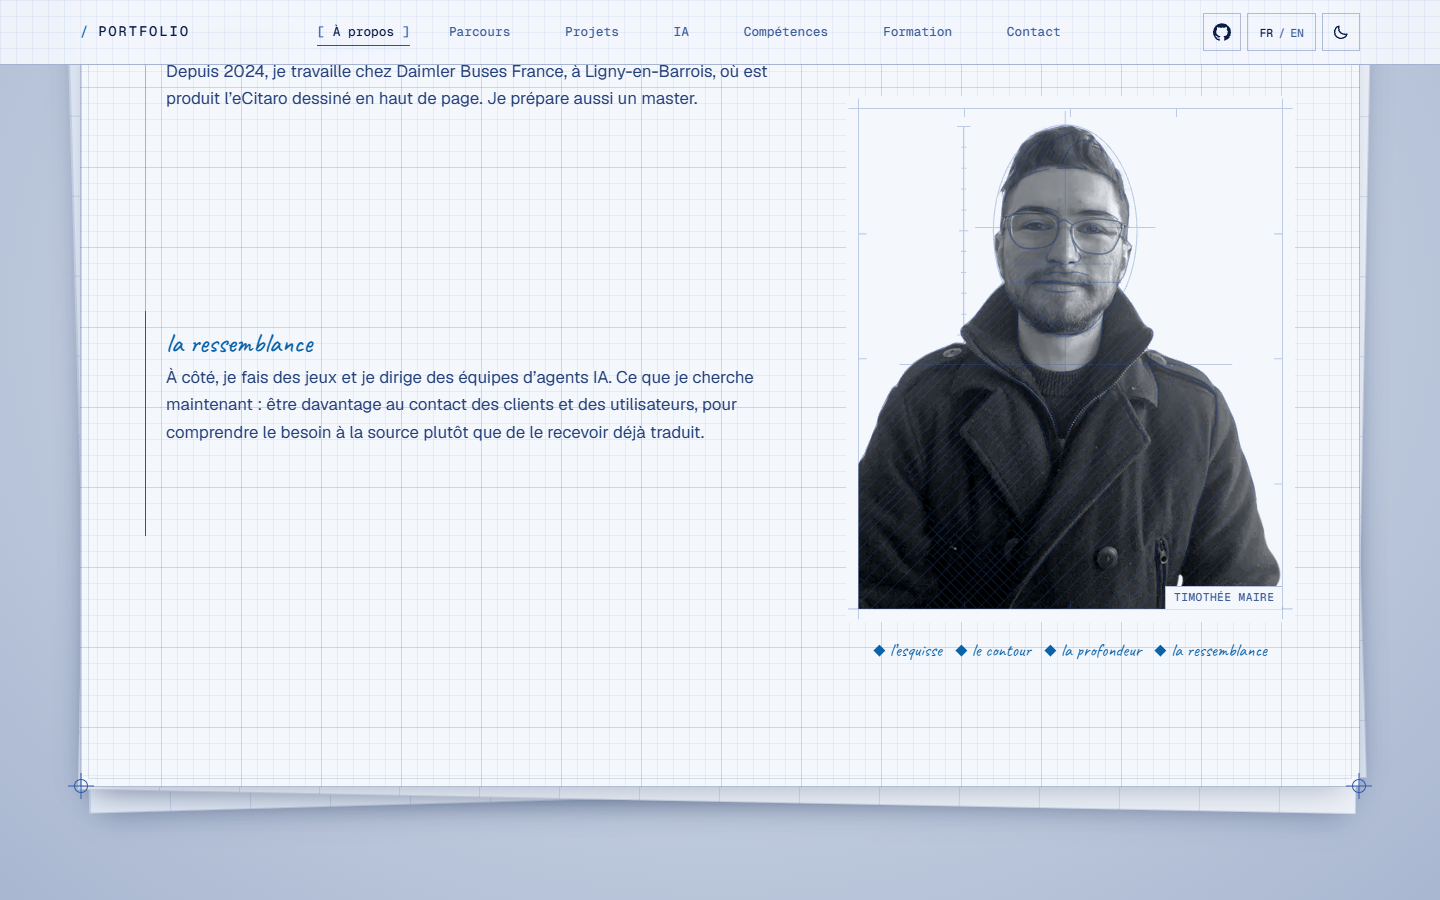 / PORTFOLIO
[ À propos ]
Parcours
Projets
IA
Compétences
Formation
Contact
FR / EN
Depuis 2024, je travaille chez Daimler Buses France, à Ligny-en-Barrois, où est
produit l’eCitaro dessiné en haut de page. Je prépare aussi un master.
la ressemblance
À côté, je fais des jeux et je dirige des équipes d’agents IA. Ce que je cherche
maintenant : être davantage au contact des clients et des utilisateurs, pour
comprendre le besoin à la source plutôt que de le recevoir déjà traduit.
TIMOTHÉE MAIRE
◆ l’esquisse ◆ le contour ◆ la profondeur ◆ la ressemblance